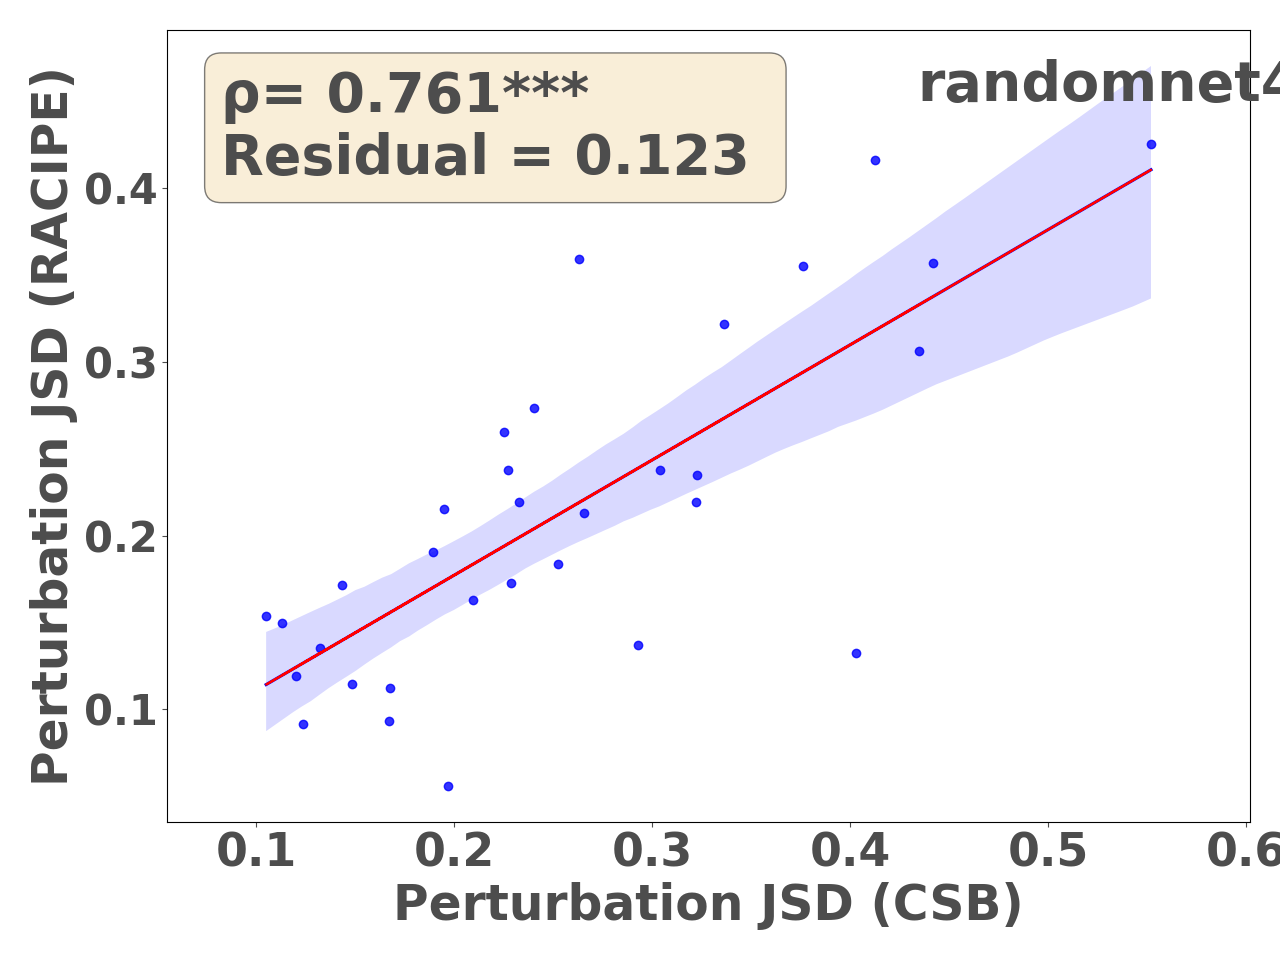 ρ= 0.761***
Residual = 0.123
randomnet4
Perturbation JSD (RACIPE)
0.4
0.3
0.2
0.1
0.1 0.2 0.3 0.4 0.5 0.6
Perturbation JSD (CSB)